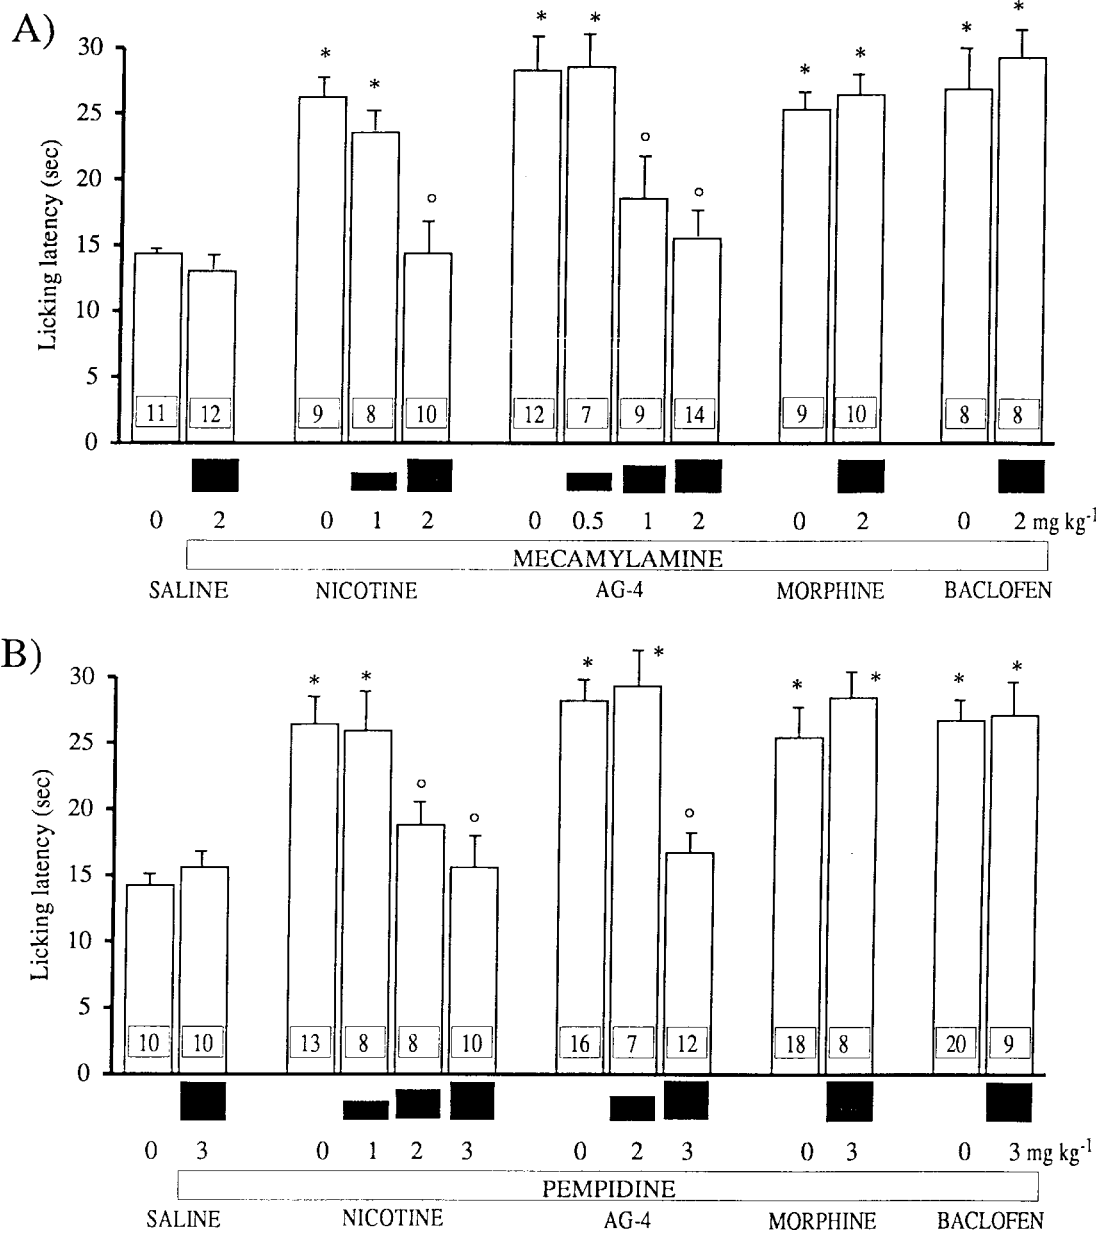 A)
Licking latency (sec)
30
25
20
15
10
5
0
* * * * * * * *
o o o
11 12 9 8 10 12 7 9 14 9 10 8 8
0 2 0 1 2 0 0.5 1 2 0 2 0 2 mg kg-1
MECAMYLAMINE
SALINE NICOTINE AG-4 MORPHINE BACLOFEN
B)
Licking latency (sec)
30
25
20
15
10
5
0
* * * * * * * *
o o o
10 10 13 8 8 10 16 7 12 18 8 20 9
0 3 0 1 2 3 0 2 3 0 3 0 3 mg kg-1
PEMPIDINE
SALINE NICOTINE AG-4 MORPHINE BACLOFEN